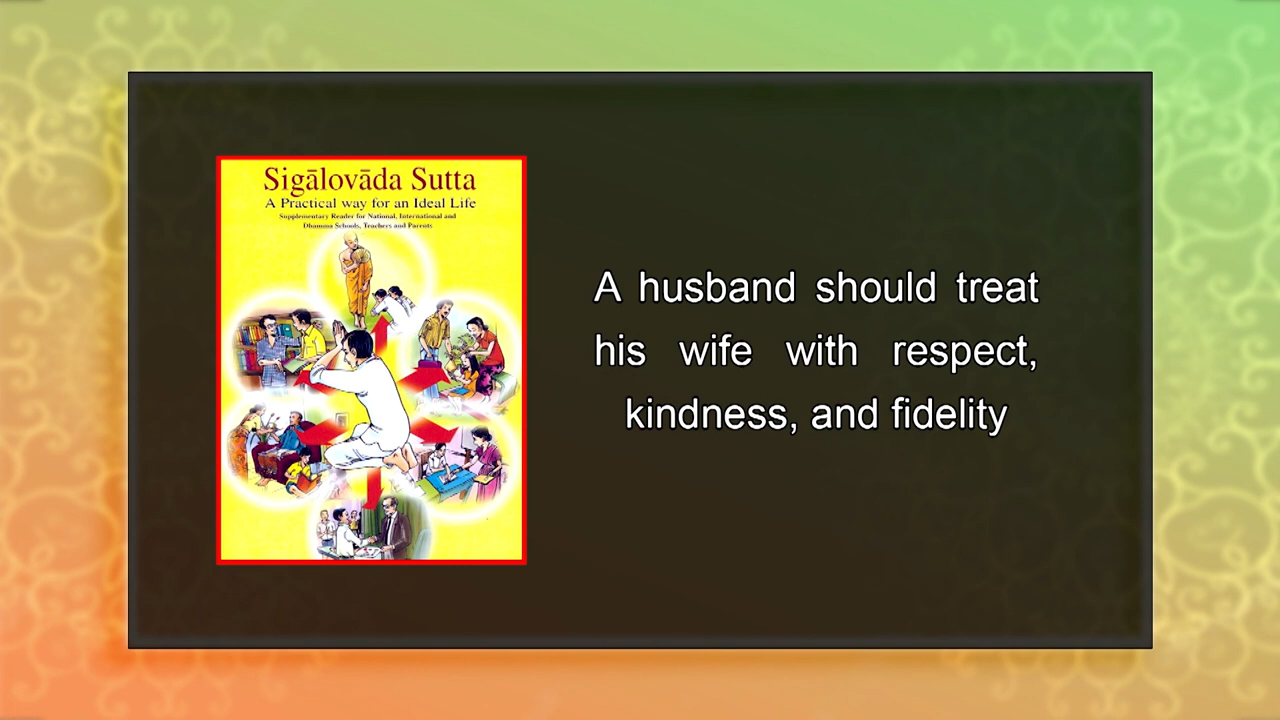 Sigālovāda Sutta
A Practical way for an Ideal Life
Supplementary Reader for National, International and
Dhamma Schools, Teachers and Parents
A husband should treat
his wife with respect,
kindness, and fidelity